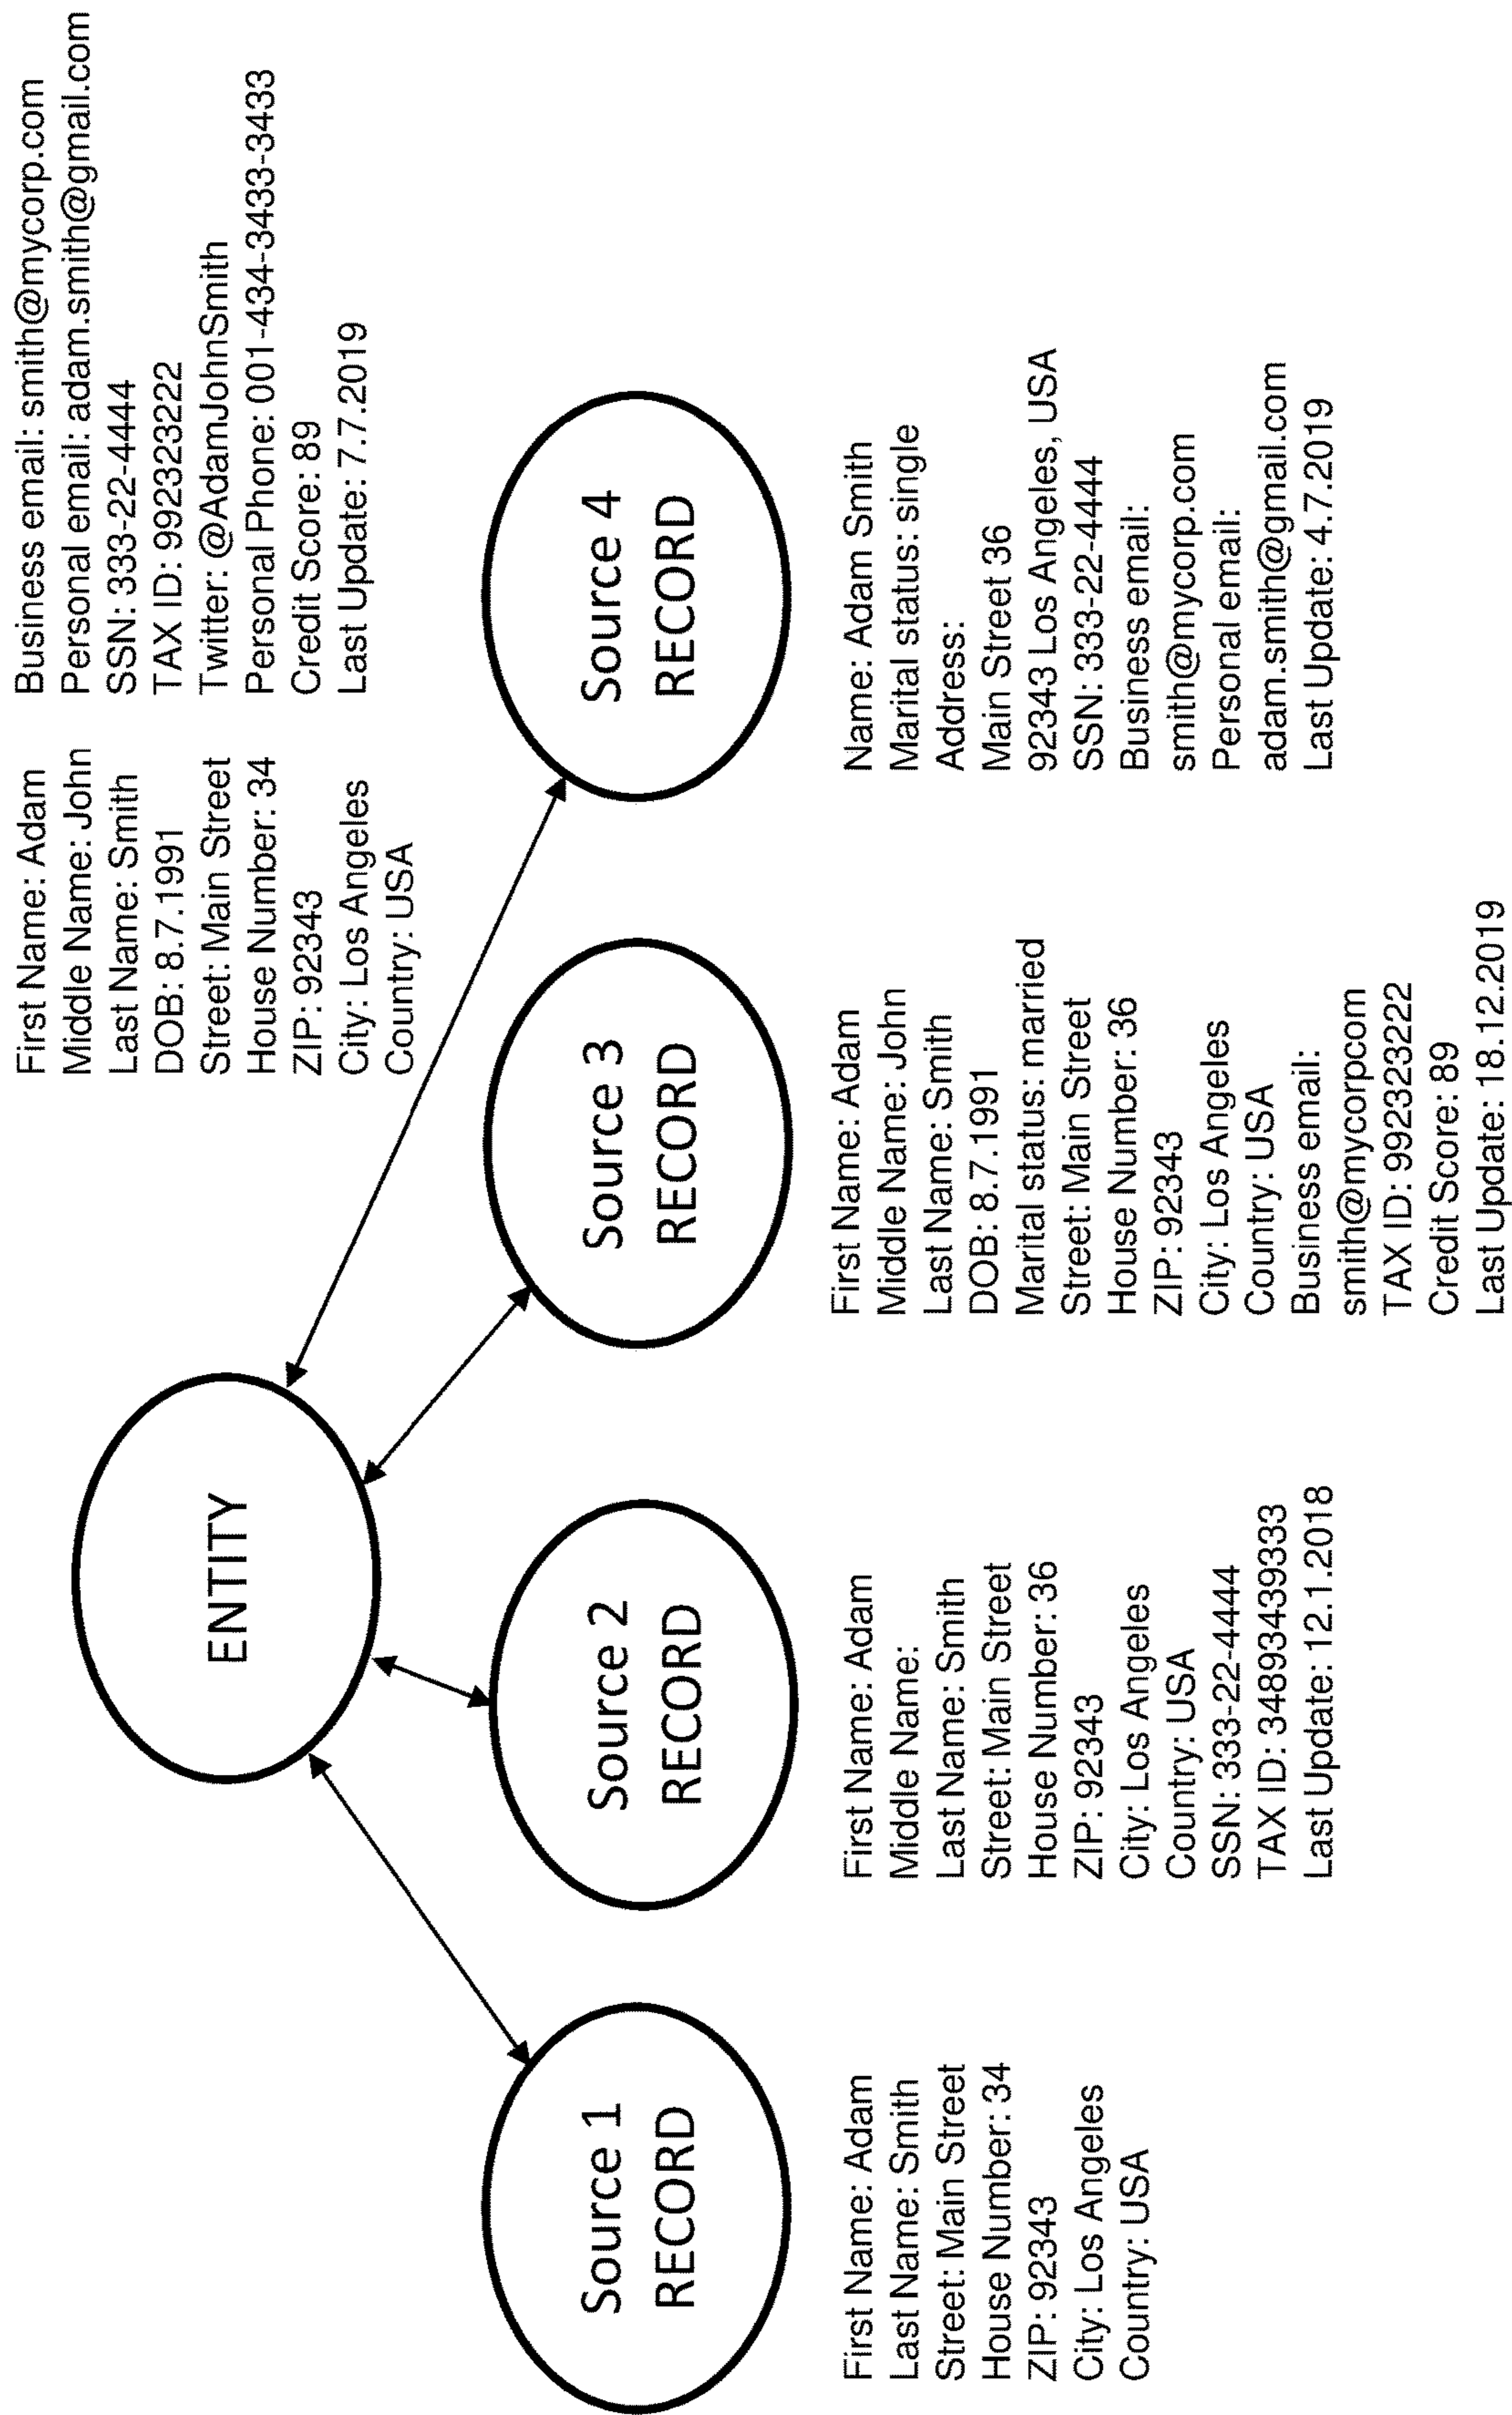 ENTITY
First Name: Adam
Middle Name: John
Last Name: Smith
DOB: 8.7.1991
Street: Main Street
House Number: 34
ZIP: 92343
City: Los Angeles
Country: USA
Business email: smith@mycorp.com
Personal email: adam.smith@gmail.com
SSN: 333-22-4444
TAX ID: 992323222
Twitter: @AdamJohnSmith
Personal Phone: 001-434-3433-3433
Credit Score: 89
Last Update: 7.7.2019
Source 1
RECORD
First Name: Adam
Last Name: Smith
Street: Main Street
House Number: 34
ZIP: 92343
City: Los Angeles
Country: USA
Source 2
RECORD
First Name: Adam
Middle Name:
Last Name: Smith
Street: Main Street
House Number: 36
ZIP: 92343
City: Los Angeles
Country: USA
SSN: 333-22-4444
TAX ID: 34893439333
Last Update: 12.1.2018
Source 3
RECORD
First Name: Adam
Middle Name: John
Last Name: Smith
DOB: 8.7.1991
Marital status: married
Street: Main Street
House Number: 36
ZIP: 92343
City: Los Angeles
Country: USA
Business email:
smith@mycorpcom
TAX ID: 992323222
Credit Score: 89
Last Update: 18.12.2019
Source 4
RECORD
Name: Adam Smith
Marital status: single
Address:
Main Street 36
92343 Los Angeles, USA
SSN: 333-22-4444
Business email:
smith@mycorp.com
Personal email:
adam.smith@gmail.com
Last Update: 4.7.2019